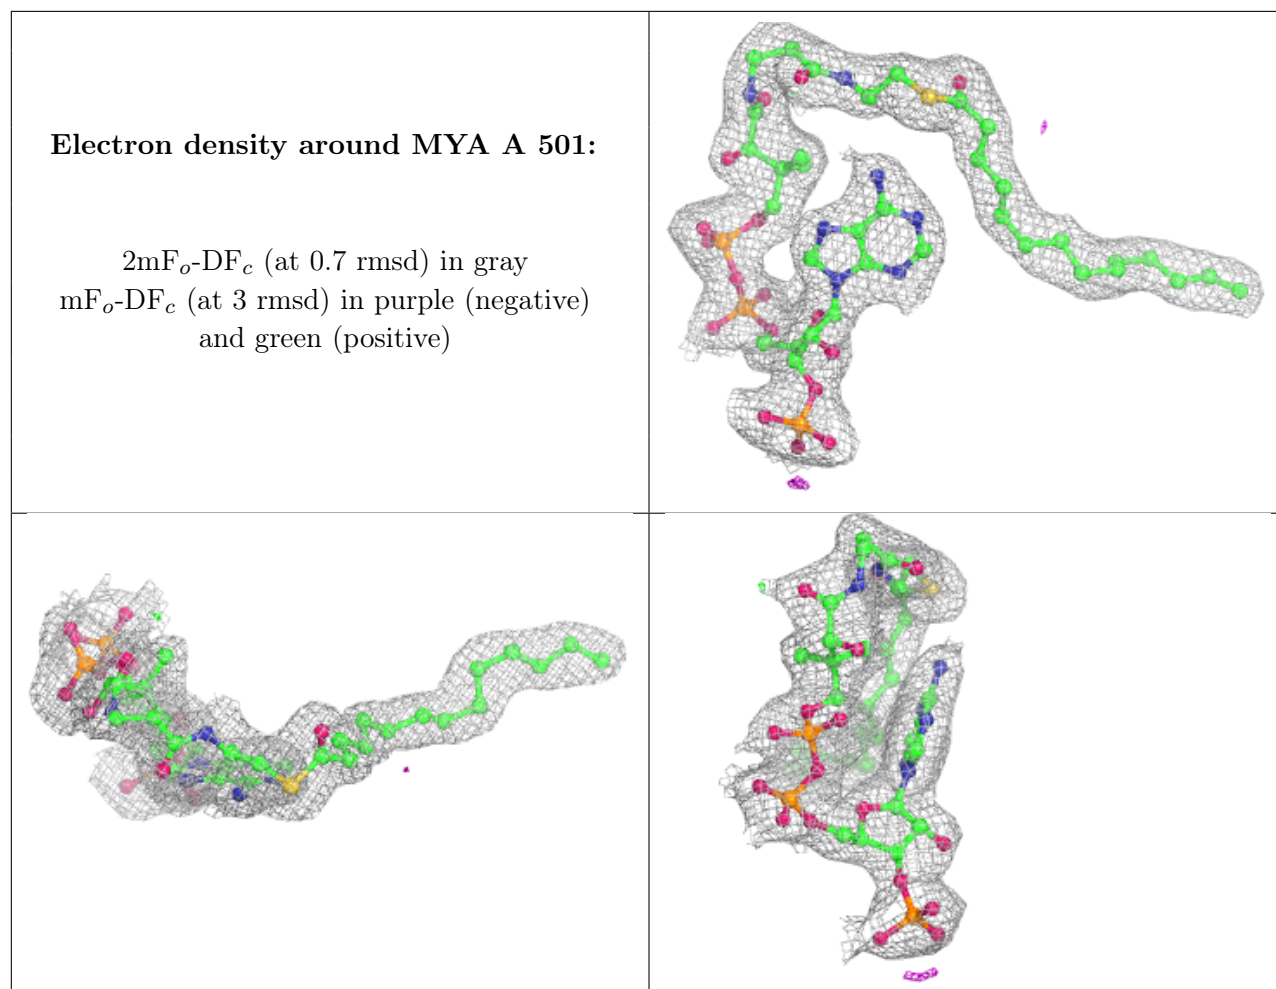 Electron density around MYA A 501:
2mFo-DFc (at 0.7 rmsd) in gray
mFo-DFc (at 3 rmsd) in purple (negative)
and green (positive)